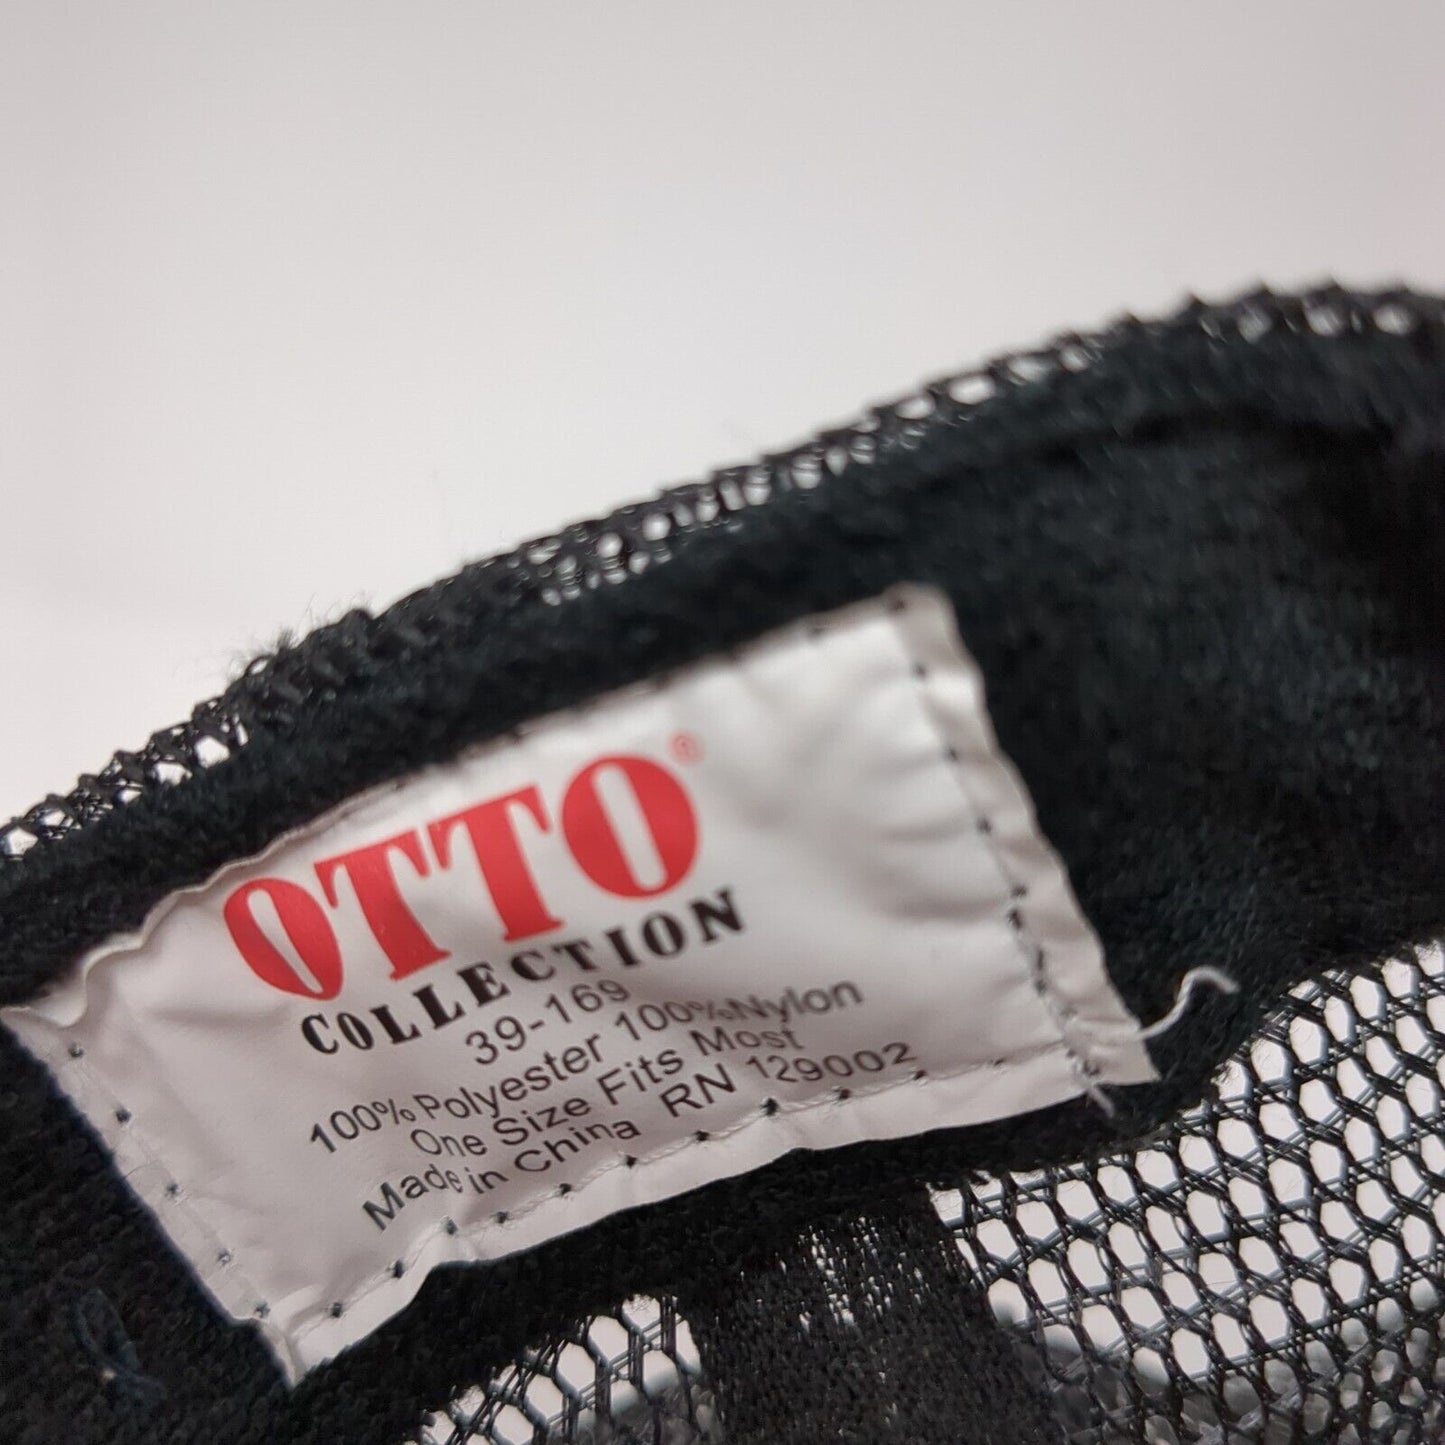 OTTO®
COLLECTION
39-169
100% Polyester 100%Nylon
One Size Fits Most
Made in China RN 129002